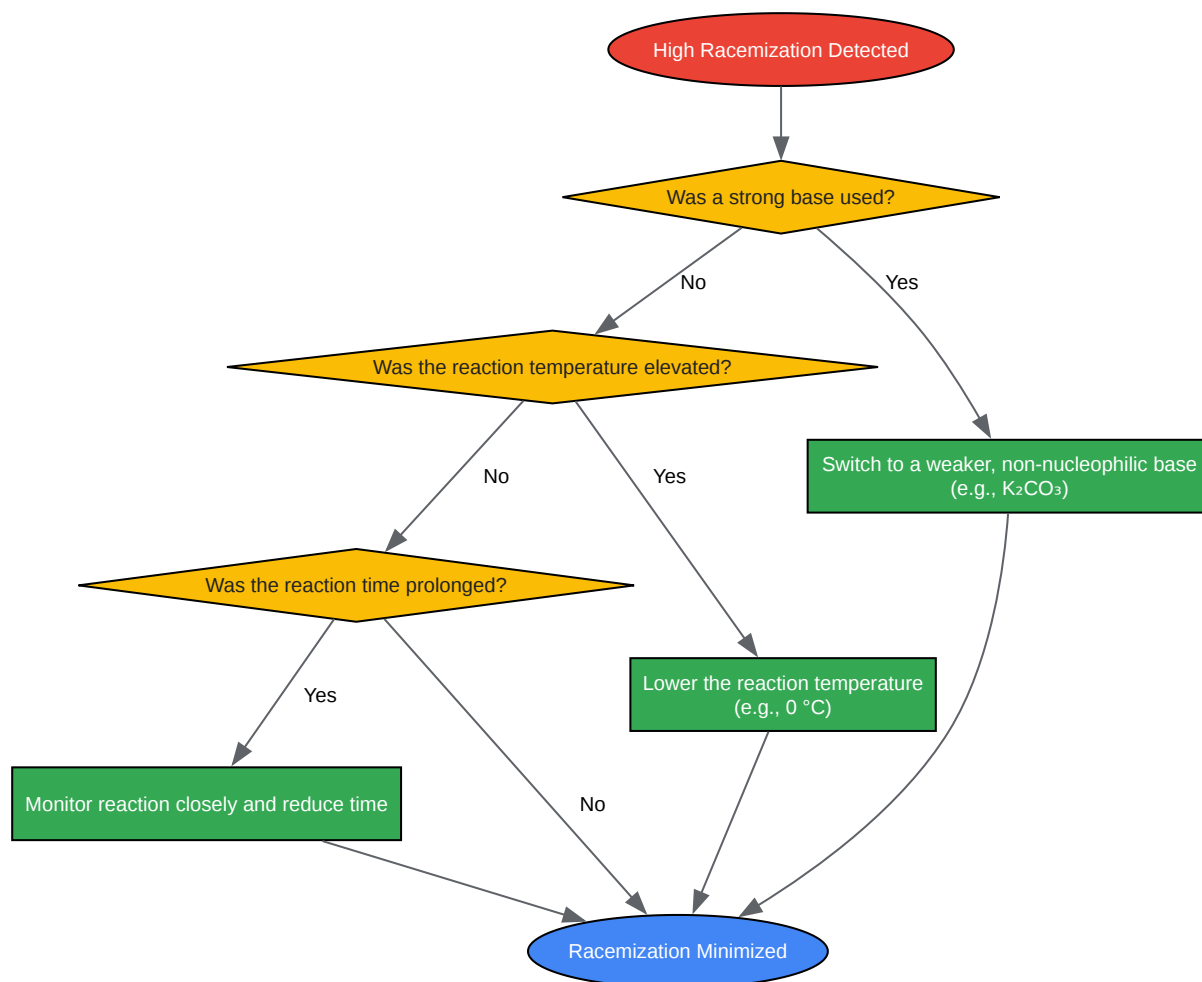 High Racemization Detected
Was a strong base used?
No
Yes
Was the reaction temperature elevated?
Switch to a weaker, non-nucleophilic base
(e.g., K₂CO₃)
No
Yes
Was the reaction time prolonged?
Lower the reaction temperature
(e.g., 0 °C)
Yes
No
Monitor reaction closely and reduce time
Racemization Minimized